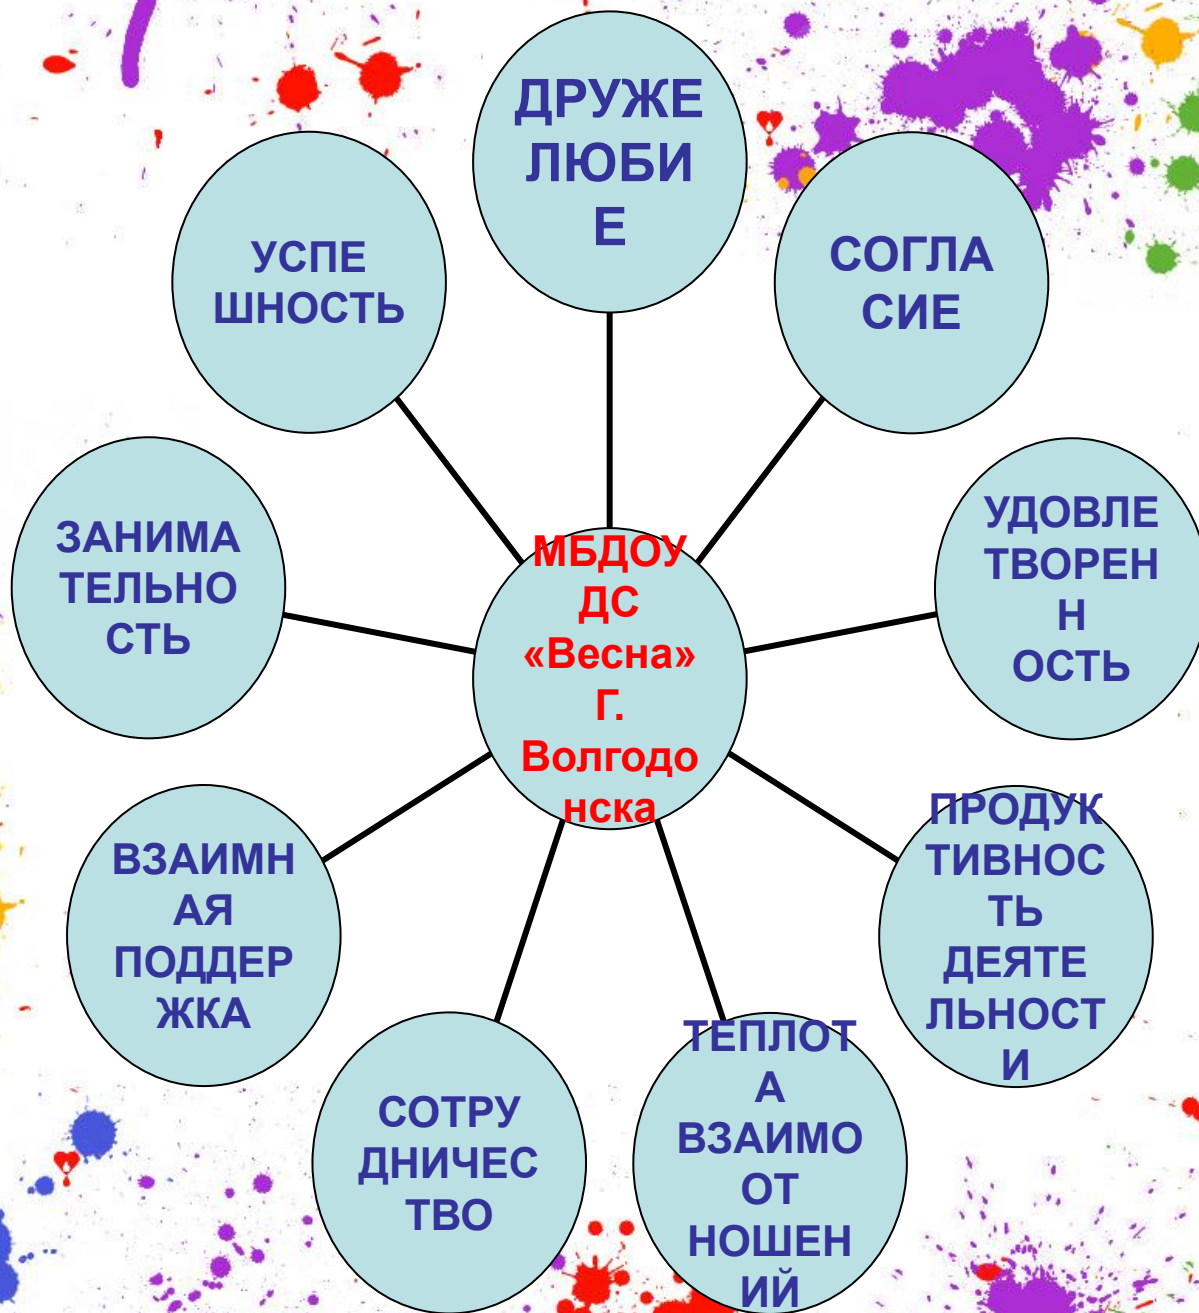 ДРУЖЕ
ЛЮБИ
Е
СОГЛА
СИЕ
УДОВЛЕ
ТВОРЕН
Н
ОСТЬ
ПРОДУК
ТИВНОС
ТЬ
ДЕЯТЕ
ЛЬНОСТ
И
ТЕПЛОТ
А
ВЗАИМО
ОТ
НОШЕН
ИЙ
СОТРУ
ДНИЧЕС
ТВО
ВЗАИМН
АЯ
ПОДДЕР
ЖКА
ЗАНИМА
ТЕЛЬНО
СТЬ
УСПЕ
ШНОСТЬ
МБДОУ
ДС
«Весна»
Г.
Волгодо
нска